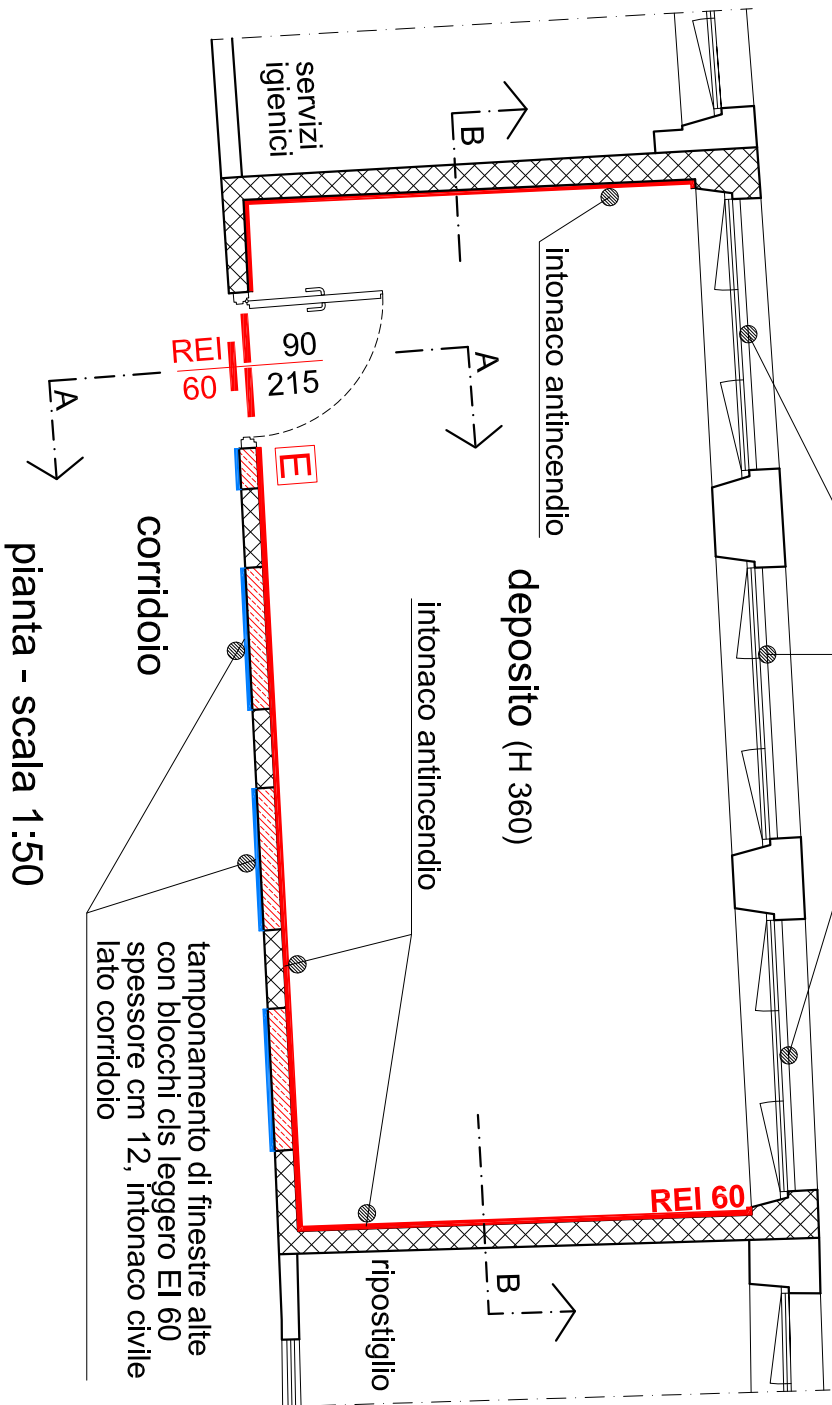 servizi
igienici
B
intonaco antincendio
A
90
215
REI
60
A
E
corridoio
deposito (H 360)
intonaco antincendio
pianta - scala 1:50
tamponamento di finestre alte
con blocchi cls leggero EI 60
spessore cm 12, intonaco civile
lato corridoio
REI 60
B
ripostiglio